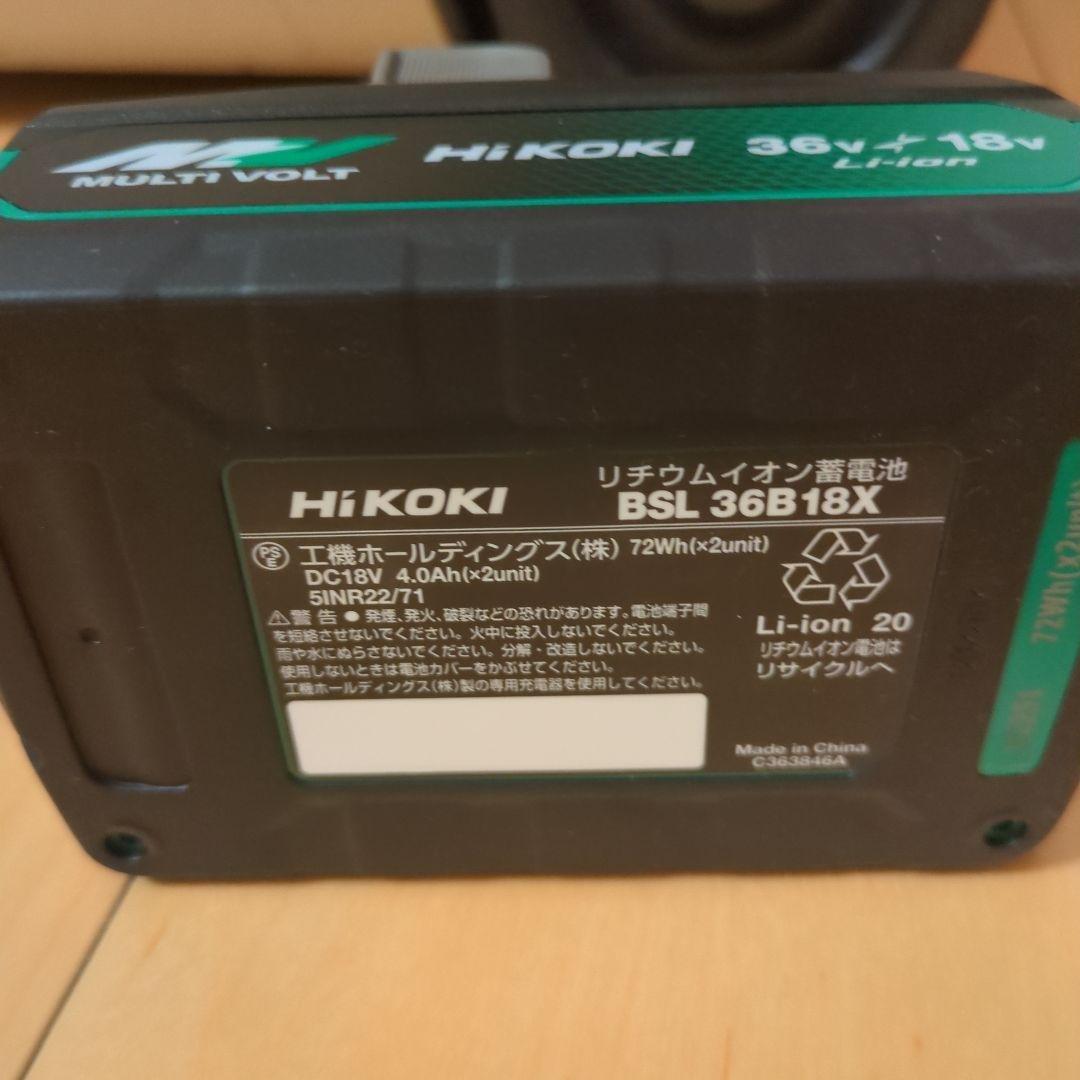 MULTI VOLT
HiKOKI
36V 18V
Li-ion
リチウムイオン蓄電池
HiKOKI BSL 36B18X
PSE 工機ホールディングス(株) 72Wh(×2unit)
DC18V 4.0Ah(×2unit)
5INR22/71
警告 ● 発煙、発火、破裂などの恐れがあります。電池端子間
を短絡させないでください。火中に投入しないでください。
雨や水にぬらさないでください。分解・改造しないでください。
使用しないときは電池カバーをかぶせてください。
工機ホールディングス(株)製の専用充電器を使用してください。
Li-ion 20
リチウムイオン電池は
リサイクルへ
Made in China
C363846A
72Wh(×2unit)